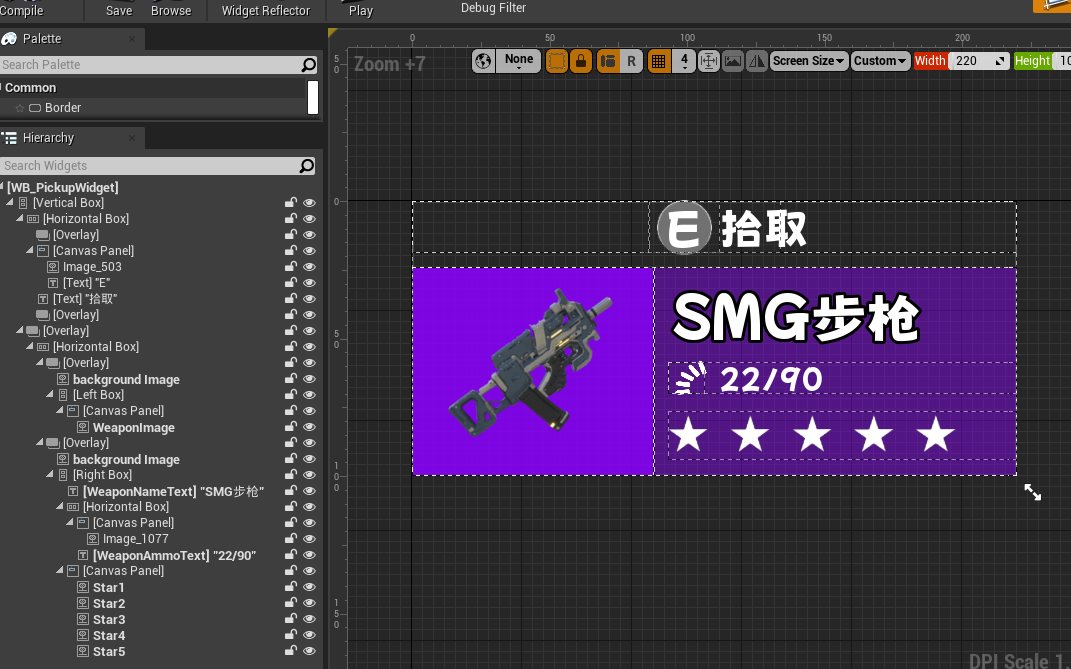 Compile Save Browse Widget Reflector Play Debug Filter
Palette
Search Palette
Common
Border
Hierarchy
Search Widgets
[WB_PickupWidget]
[Vertical Box]
[Horizontal Box]
[Overlay]
[Canvas Panel]
Image_503
[Text] "E"
[Text] "拾取"
[Overlay]
[Overlay]
[Horizontal Box]
[Overlay]
background Image
[Left Box]
[Canvas Panel]
WeaponImage
[Overlay]
background Image
[Right Box]
[WeaponNameText] "SMG步枪"
[Horizontal Box]
[Canvas Panel]
Image_1077
[WeaponAmmoText] "22/90"
[Canvas Panel]
Star1
Star2
Star3
Star4
Star5
0 50 100 150 200
Zoom +7
None R 4 Screen Size Custom Width 220 Height 10
50
0
50
100
150
E 拾取
SMG步枪
22/90
DPI Scale 1.